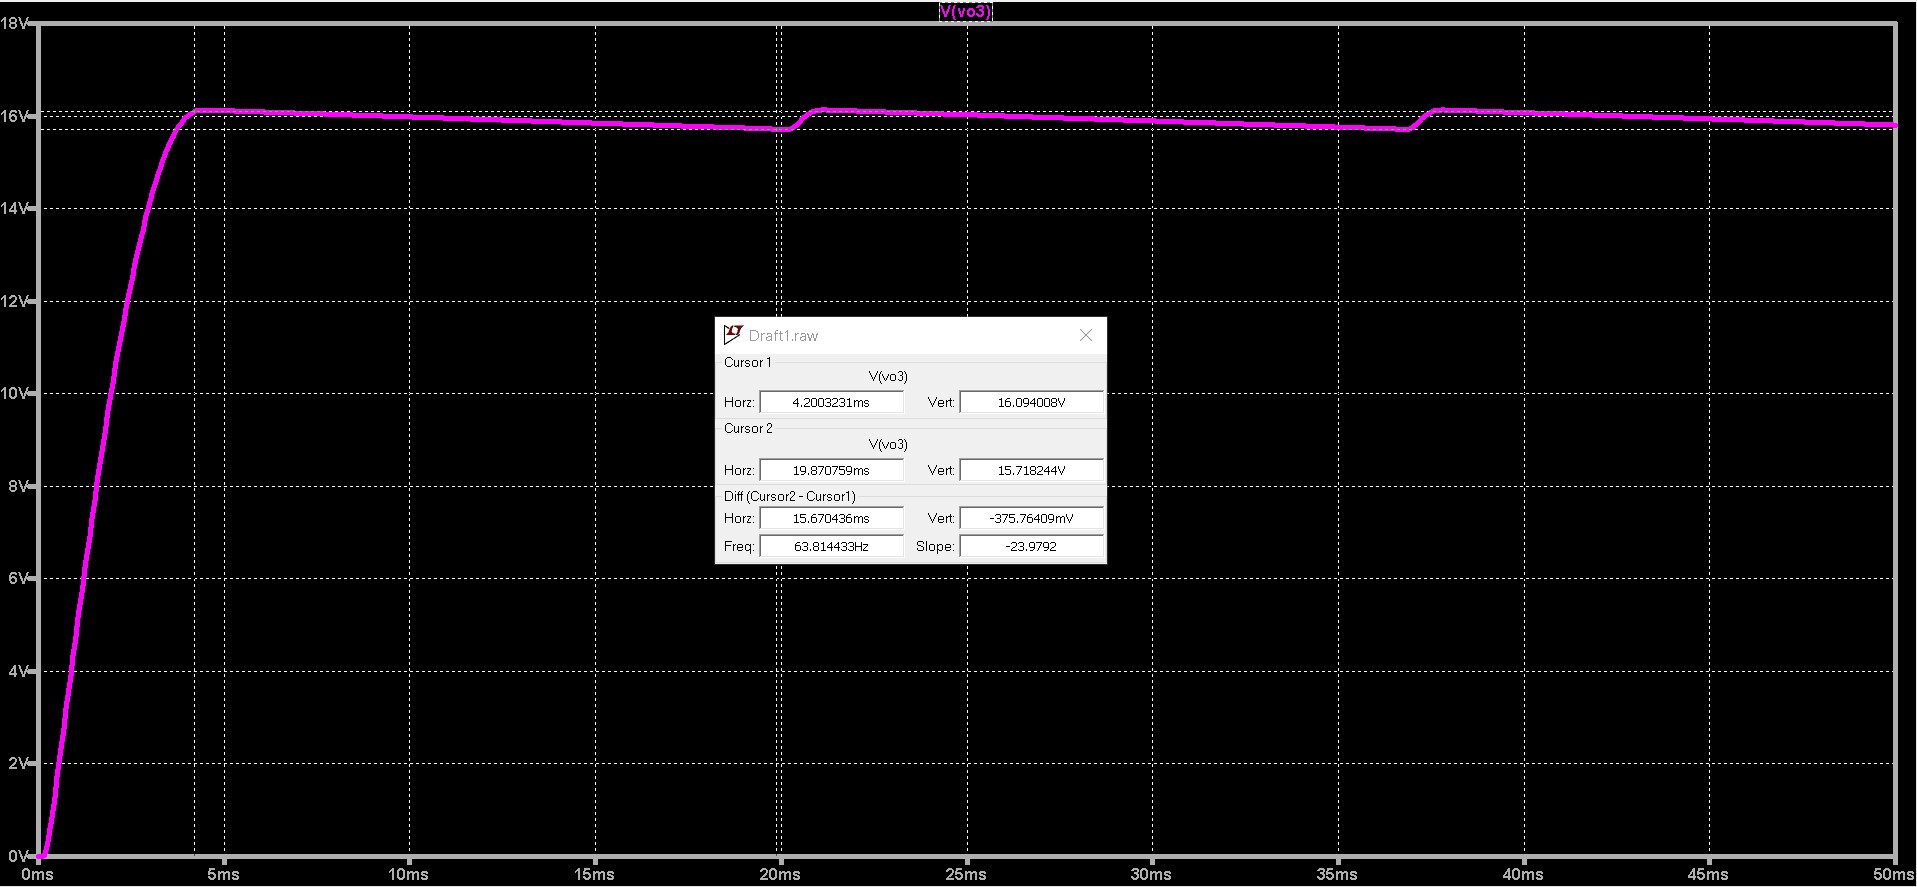 V(vo3)
18V
16V
14V
12V
10V
8V
6V
4V
2V
0V
Draft1.raw
Cursor 1
V(vo3)
Horz: 4.2003231ms Vert: 16.094008V
Cursor 2
V(vo3)
Horz: 19.870759ms Vert: 15.718244V
Diff (Cursor2 - Cursor1)
Horz: 15.670436ms Vert: -375.76409mV
Freq: 63.814433Hz Slope: -23.9792
0ms 5ms 10ms 15ms 20ms 25ms 30ms 35ms 40ms 45ms 50ms